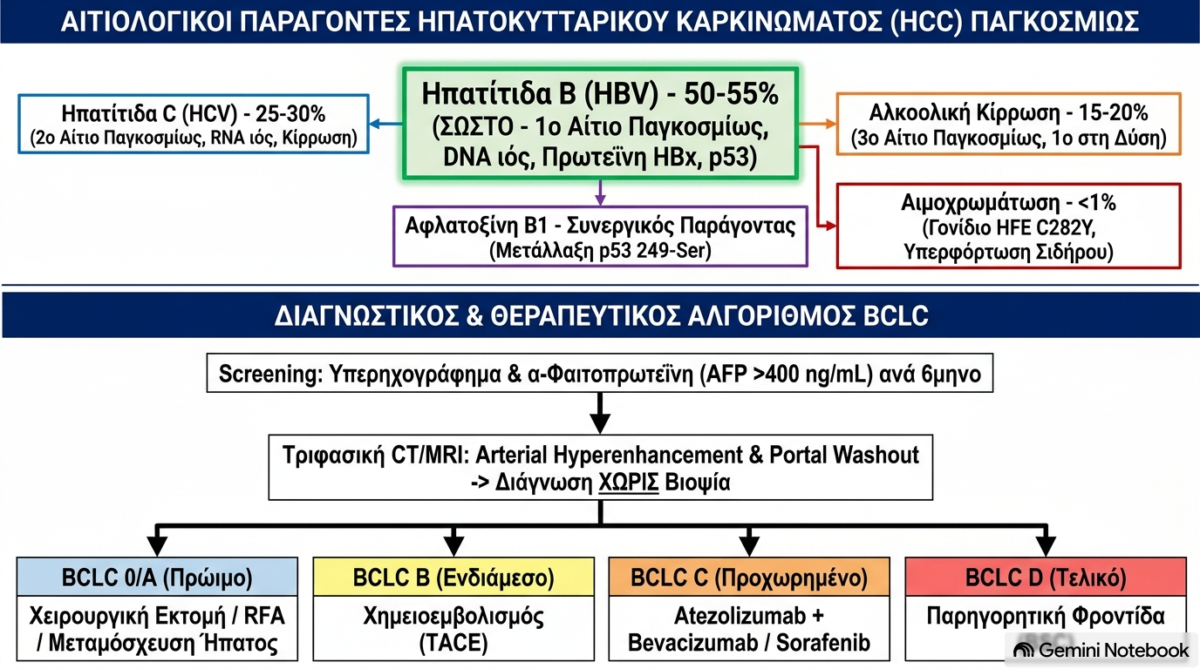 ΑΙΤΙΟΛΟΓΙΚΟΙ ΠΑΡΑΓΟΝΤΕΣ ΗΠΑΤΟΚΥΤΤΑΡΙΚΟΥ ΚΑΡΚΙΝΩΜΑΤΟΣ (HCC) ΠΑΓΚΟΣΜΙΩΣ
Ηπατίτιδα C (HCV) - 25-30%
(2ο Αίτιο Παγκοσμίως, RNA ιός, Κίρρωση)
Ηπατίτιδα Β (HBV) - 50-55%
(ΣΩΣΤΟ - 1ο Αίτιο Παγκοσμίως,
DNA ιός, Πρωτεΐνη HBx, p53)
Αλκοολική Κίρρωση - 15-20%
(3ο Αίτιο Παγκοσμίως, 1ο στη Δύση)
Αφλατοξίνη Β1 - Συνεργικός Παράγοντας
(Μετάλλαξη p53 249-Ser)
Αιμοχρωμάτωση - <1%
(Γονίδιο HFE C282Y,
Υπερφόρτωση Σιδήρου)
ΔΙΑΓΝΩΣΤΙΚΟΣ & ΘΕΡΑΠΕΥΤΙΚΟΣ ΑΛΓΟΡΙΘΜΟΣ BCLC
Screening: Υπερηχογράφημα & α-Φαιτοπρωτεΐνη (AFP >400 ng/mL) ανά 6μηνο
Τριφασική CT/MRI: Arterial Hyperenhancement & Portal Washout
-> Διάγνωση ΧΩΡΙΣ Βιοψία
BCLC 0/A (Πρώιμο)
Χειρουργική Εκτομή / RFA
/ Μεταμόσχευση Ήπατος
BCLC B (Ενδιάμεσο)
Χημειοεμβολισμός
(TACE)
BCLC C (Προχωρημένο)
Atezolizumab +
Bevacizumab / Sorafenib
BCLC D (Τελικό)
Παρηγορητική Φροντίδα
Gemini Notebook